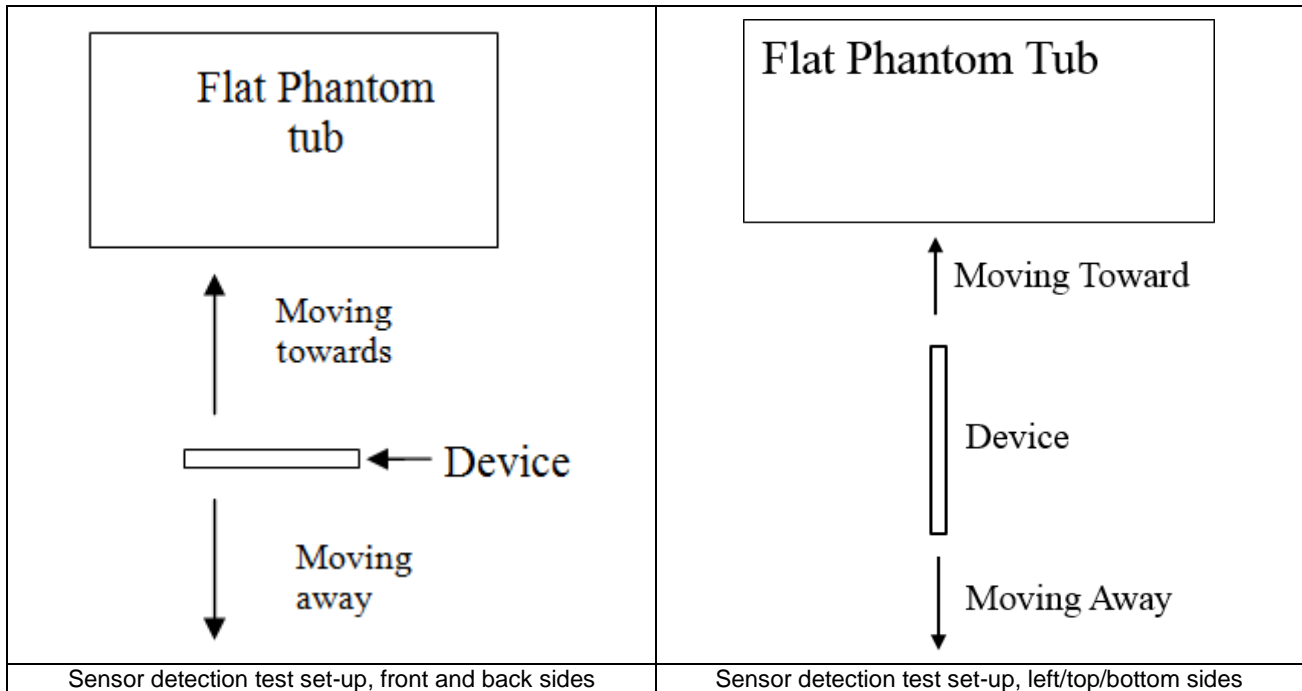 Flat Phantom
tub
Moving
towards
Device
Moving
away
Sensor detection test set-up, front and back sides
Flat Phantom Tub
Moving Toward
Device
Moving Away
Sensor detection test set-up, left/top/bottom sides